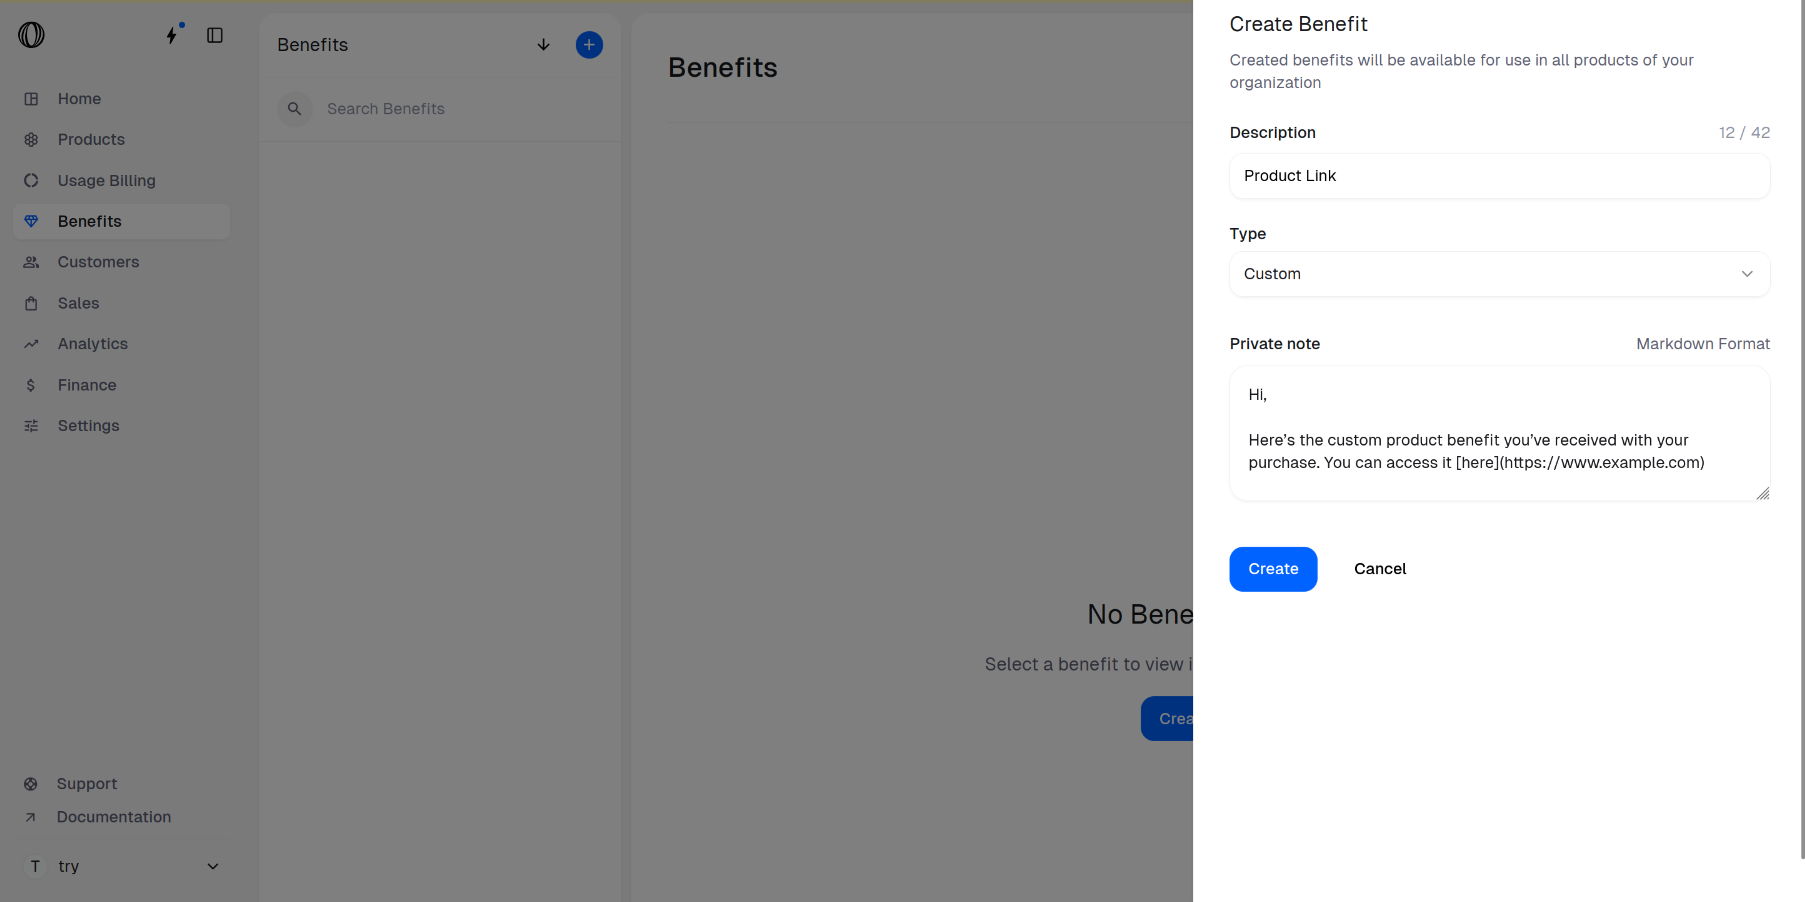 Home
Products
Usage Billing
Benefits
Customers
Sales
Analytics
Finance
Settings
Support
Documentation
T try
Benefits
Search Benefits
Benefits
No Bene
Select a benefit to view i
Crea
Create Benefit
Created benefits will be available for use in all products of your
organization
Description 12 / 42
Product Link
Type
Custom
Private note Markdown Format
Hi,
Here’s the custom product benefit you’ve received with your
purchase. You can access it [here](https://www.example.com)
Create Cancel